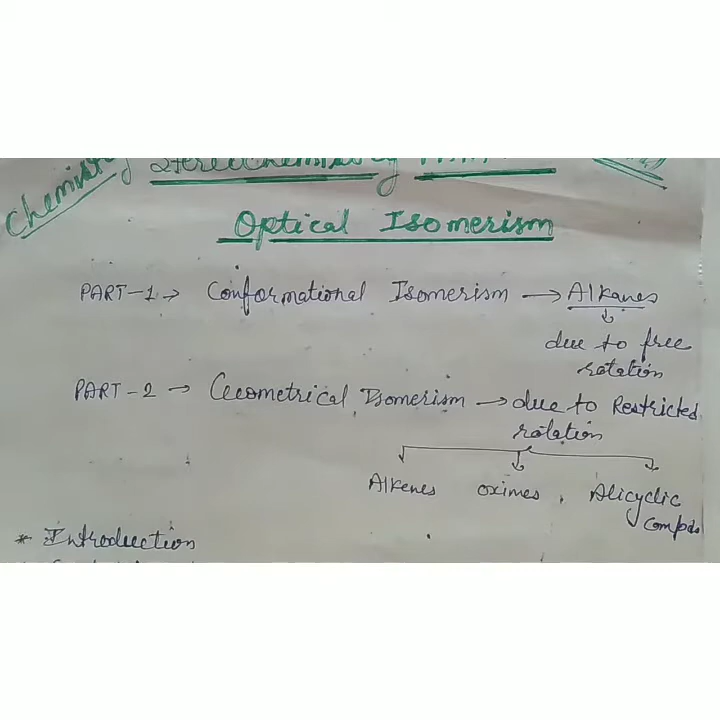 Chemistry Stereochemistry
Optical Isomerism
PART-1 → Conformational Isomerism → Alkanes
due to free
rotation
PART-2 → Geometrical Isomerism → due to Restricted
rotation
Alkenes oximes, Alicyclic
Compds
* Introduction